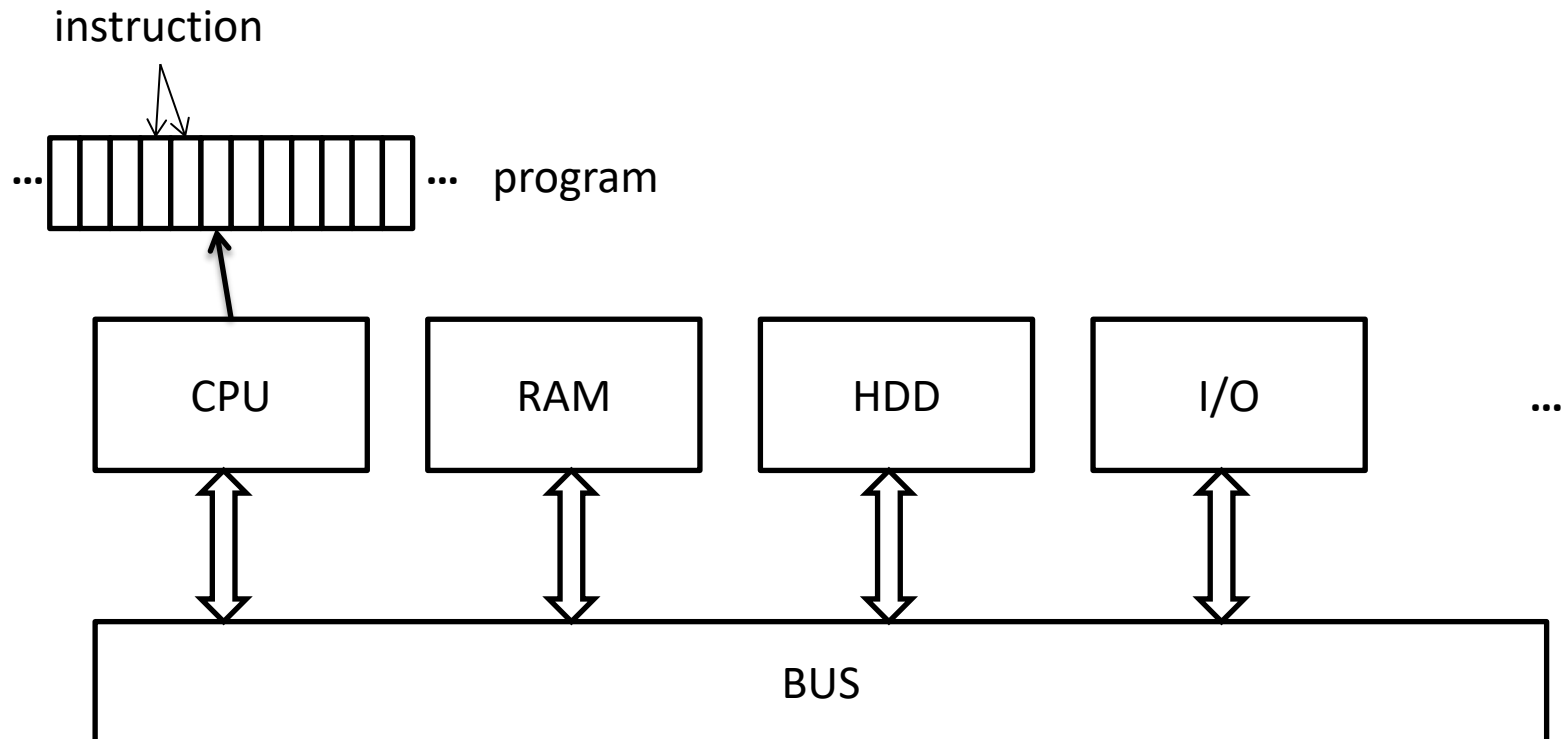 instruction
... ... program
CPU RAM HDD I/O ...
BUS